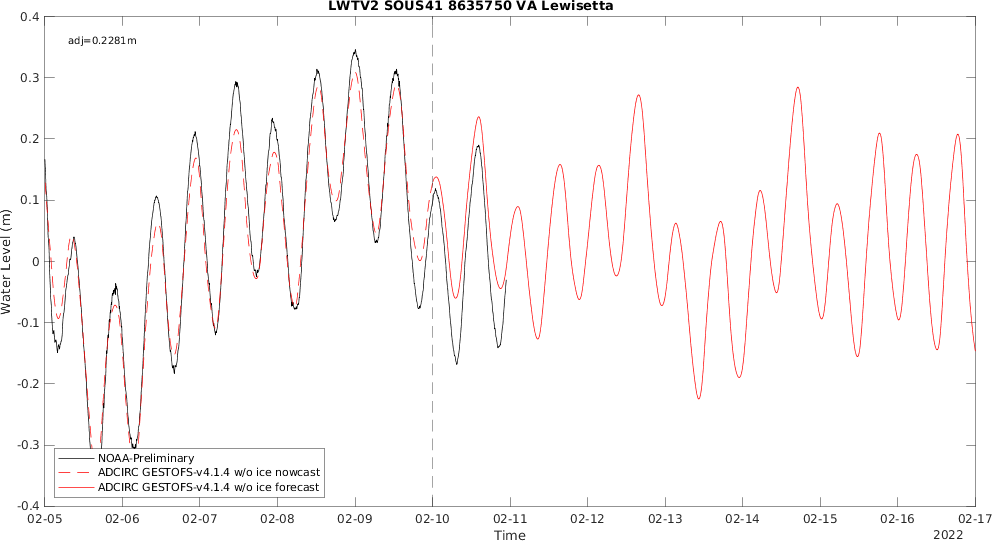 LWTV2 SOUS41 8635750 VA Lewisetta
adj=0.2281m
0.4
0.3
0.2
0.1
0
-0.1
-0.2
-0.3
-0.4
Water Level (m)
NOAA-Preliminary
ADCIRC GESTOFS-v4.1.4 w/o ice nowcast
ADCIRC GESTOFS-v4.1.4 w/o ice forecast
02-05 02-06 02-07 02-08 02-09 02-10 02-11 02-12 02-13 02-14 02-15 02-16 02-17
Time
2022